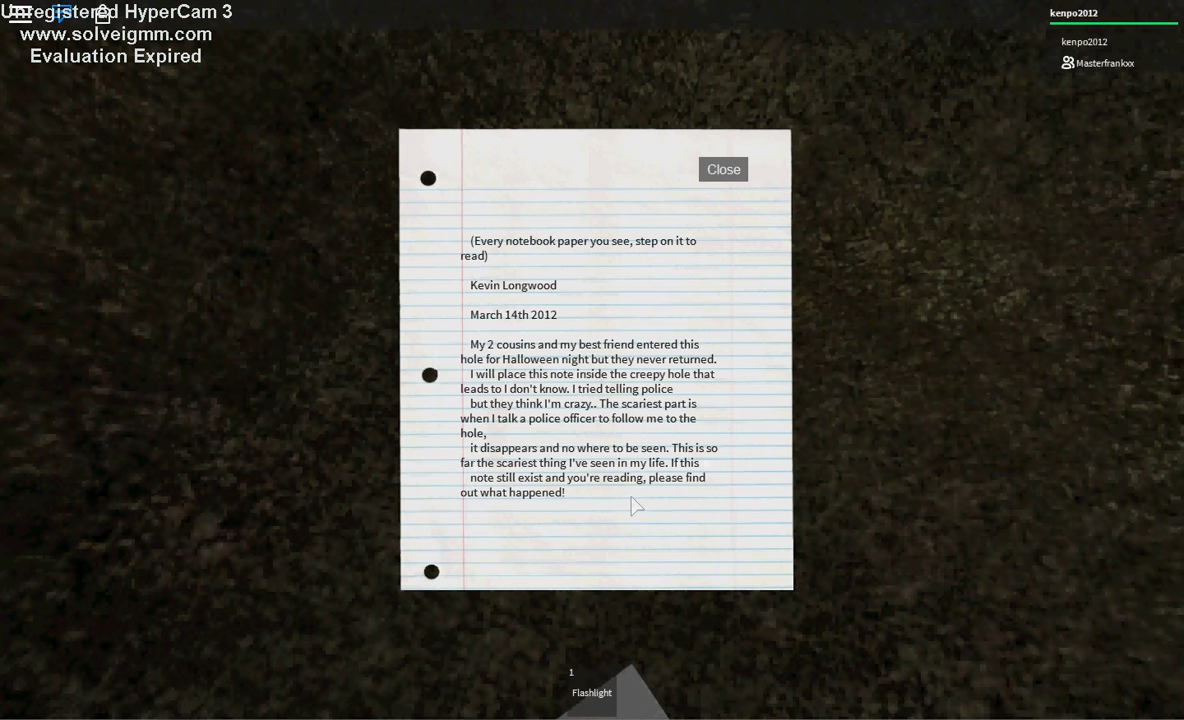 Unregistered HyperCam 3
www.solveigmm.com
Evaluation Expired
kenpo2012
kenpo2012
Masterfrankxx
Close
(Every notebook paper you see, step on it to
read)
Kevin Longwood
March 14th 2012
My 2 cousins and my best friend entered this
hole for Halloween night but they never returned.
I will place this note inside the creepy hole that
leads to I don't know. I tried telling police
but they think I'm crazy.. The scariest part is
when I talk a police officer to follow me to the
hole,
it disappears and no where to be seen. This is so
far the scariest thing I've seen in my life. If this
note still exist and you're reading, please find
out what happened!
1
Flashlight